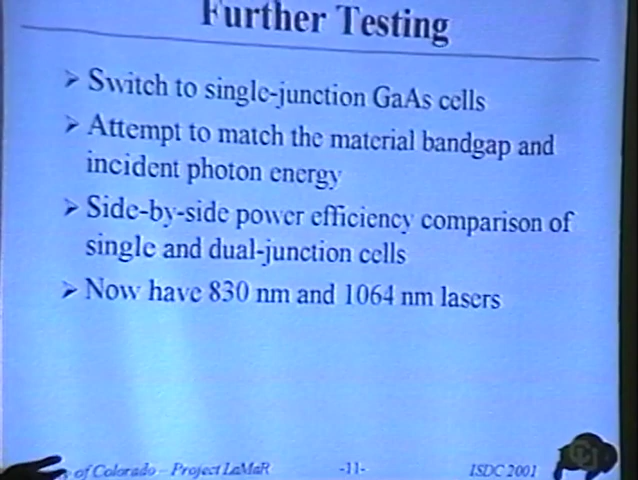 Further Testing
➢ Switch to single-junction GaAs cells
➢ Attempt to match the material bandgap and
incident photon energy
➢ Side-by-side power efficiency comparison of
single and dual-junction cells
➢ Now have 830 nm and 1064 nm lasers
of Colorado – Project LaMaR
-11-
ISDC 2001
CU